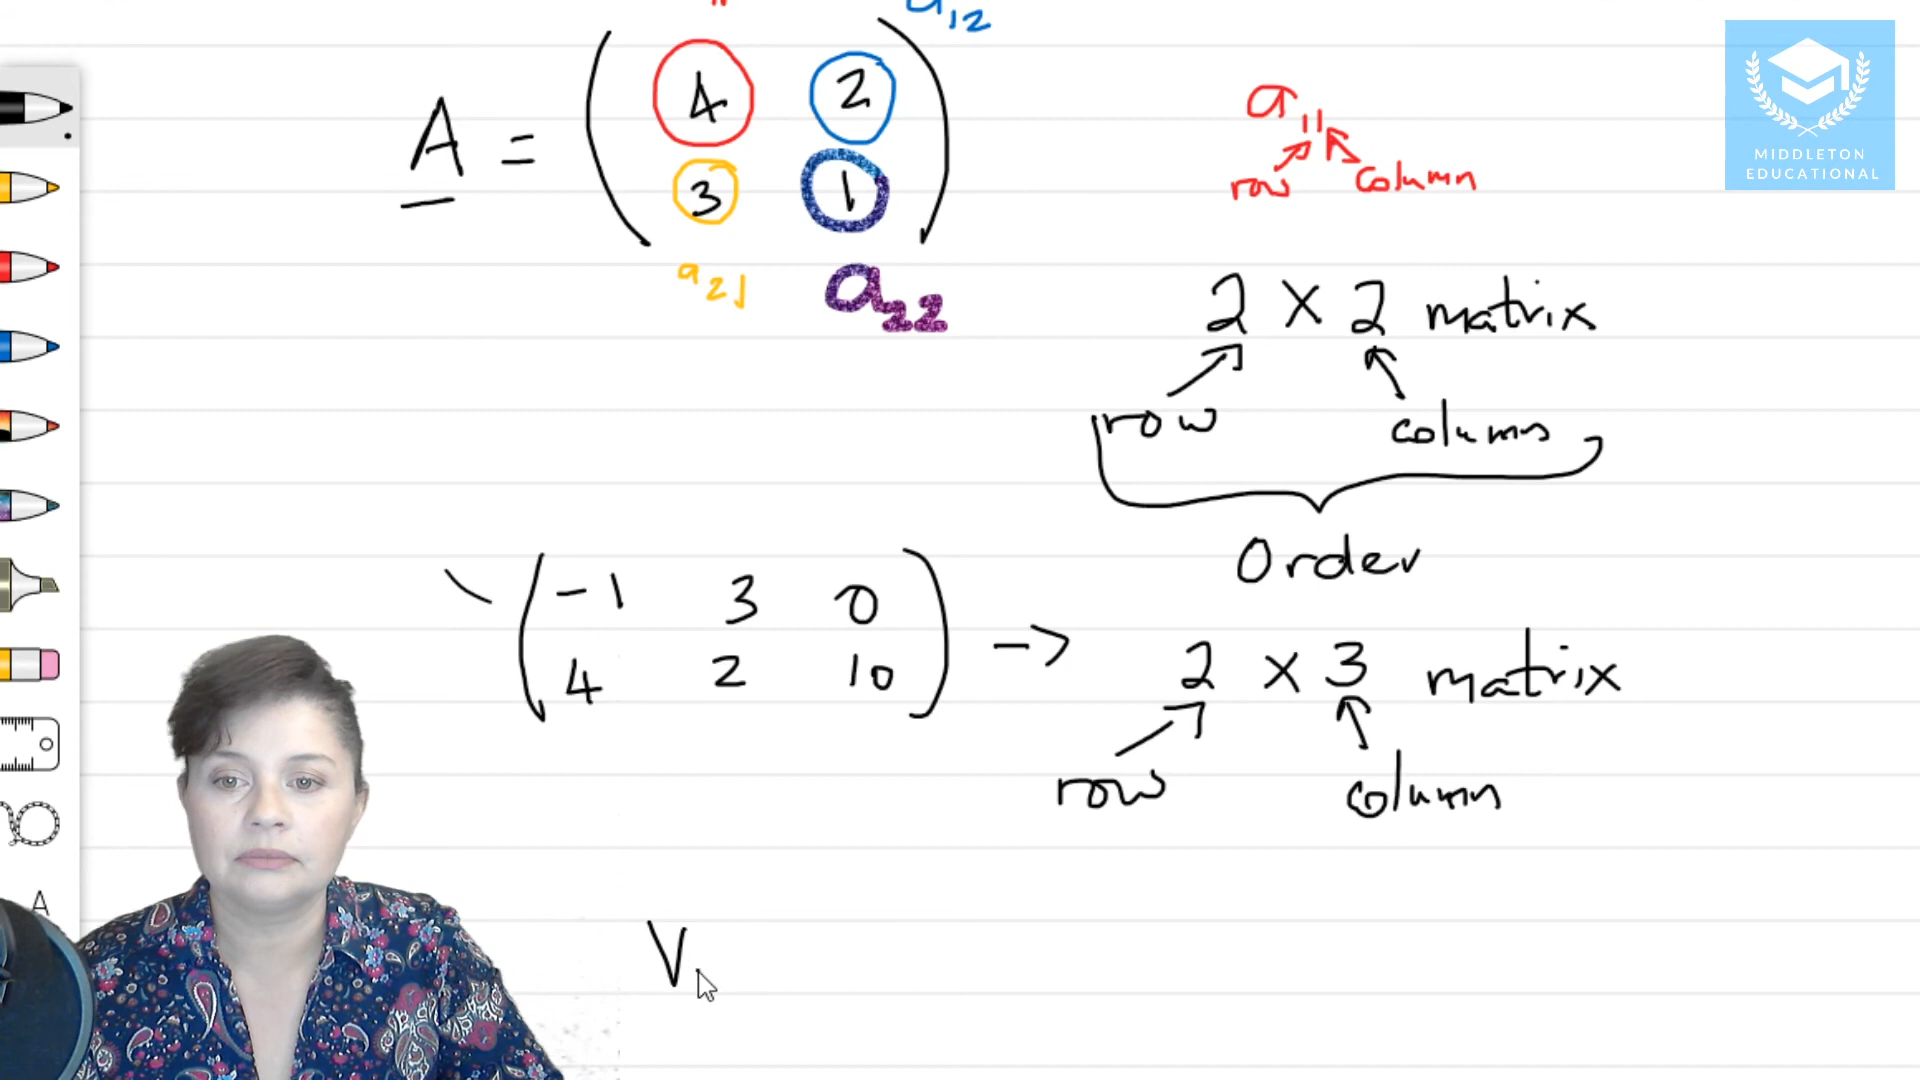 a12
A = ( 4 2
3 1 )
a21 a22
a11
row column
MIDDLETON
EDUCATIONAL
2 x 2 matrix
row columns
Order
( -1 3 0
4 2 10 ) -> 2 x 3 matrix
row column
A
V